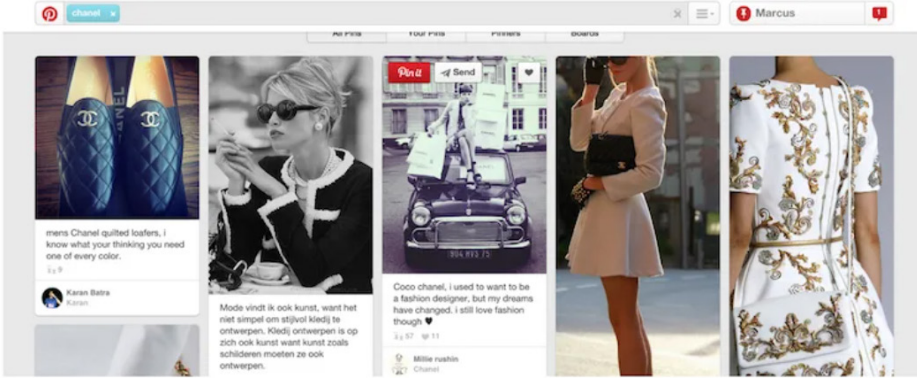 chanel x
Marcus
All Pins Your Pins Pinners Boards
Pin it
Send
CHANEL
mens Chanel quilted loafers, i
know what your thinking you need
one of every color.
9
Karan Batra
Karan
Mode vindt ik ook kunst, want het
niet simpel om stijlvol kledij te
ontwerpen. Kledij ontwerpen is op
zich ook kunst want kunst zoals
schilderen moeten ze ook
ontwerpen.
Coco chanel, i used to want to be
a fashion designer, but my dreams
have changed. i still love fashion
though ♥
57 11
Millie rushin
Chanel